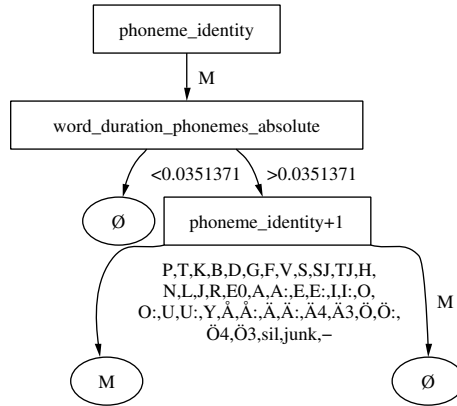 phoneme_identity
M
word_duration_phonemes_absolute
<0.0351371 >0.0351371
Ø
phoneme_identity+1
P,T,K,B,D,G,F,V,S,SJ,TJ,H,
N,L,J,R,E0,A,A:,E,E:,I,I:,O,
O:,U,U:,Y,Å,Å:,Ä,Ä:,Ä4,Ä3,Ö,Ö:,
Ö4,Ö3,sil,junk,–
M
M
Ø